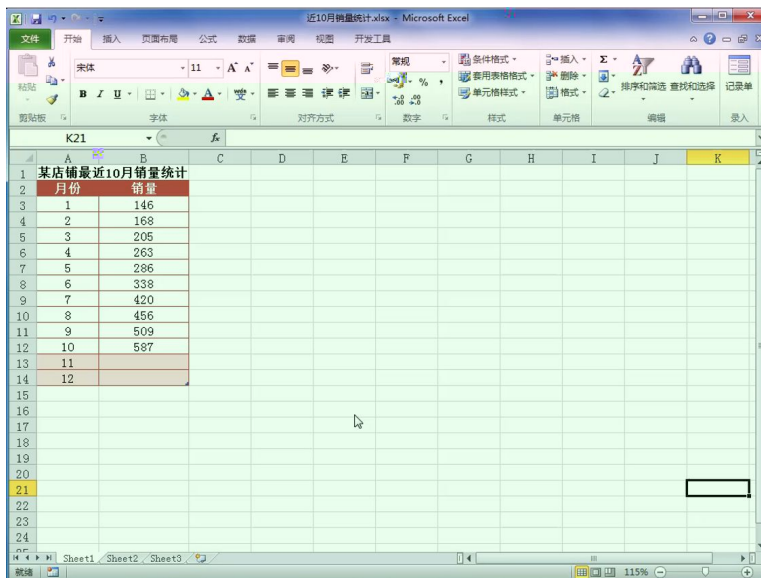 近10月销量统计.xlsx - Microsoft Excel
文件 开始 插入 页面布局 公式 数据 审阅 视图 开发工具
宋体 11 A A 常规 条件格式 插入 Σ
粘贴 套用表格格式 删除 排序和筛选 查找和选择 记录单
B I U A 变 % , 单元格样式 格式
剪贴板 字体 对齐方式 数字 样式 单元格 编辑 录入
K21 fx
A B C D E F G H I J K
1 某店铺最近10月销量统计
2 月份 销量
3 1 146
4 2 168
5 3 205
6 4 263
7 5 286
8 6 338
9 7 420
10 8 456
11 9 509
12 10 587
13 11
14 12
15
16
17
18
19
20
21
22
23
24
Sheet1 Sheet2 Sheet3
就绪 115%